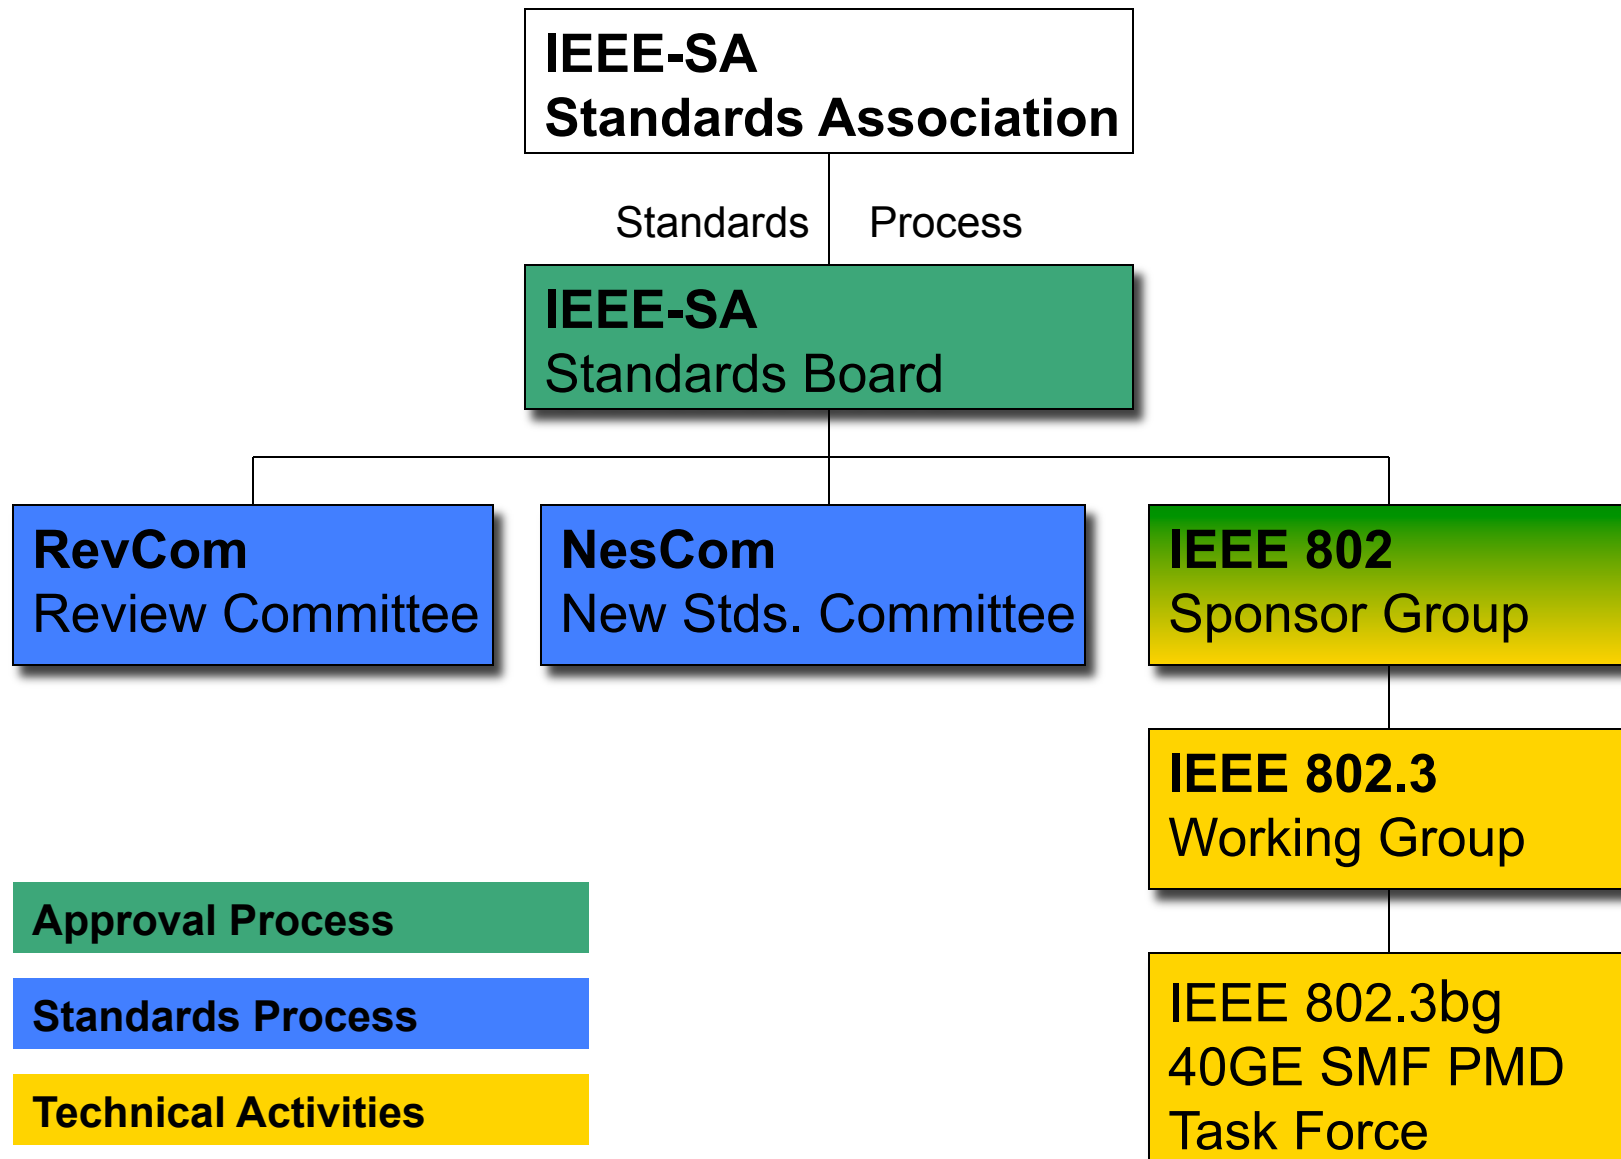 IEEE-SA
Standards Association
Standards Process
IEEE-SA
Standards Board
RevCom
Review Committee
NesCom
New Stds. Committee
IEEE 802
Sponsor Group
IEEE 802.3
Working Group
IEEE 802.3bg
40GE SMF PMD
Task Force
Approval Process
Standards Process
Technical Activities